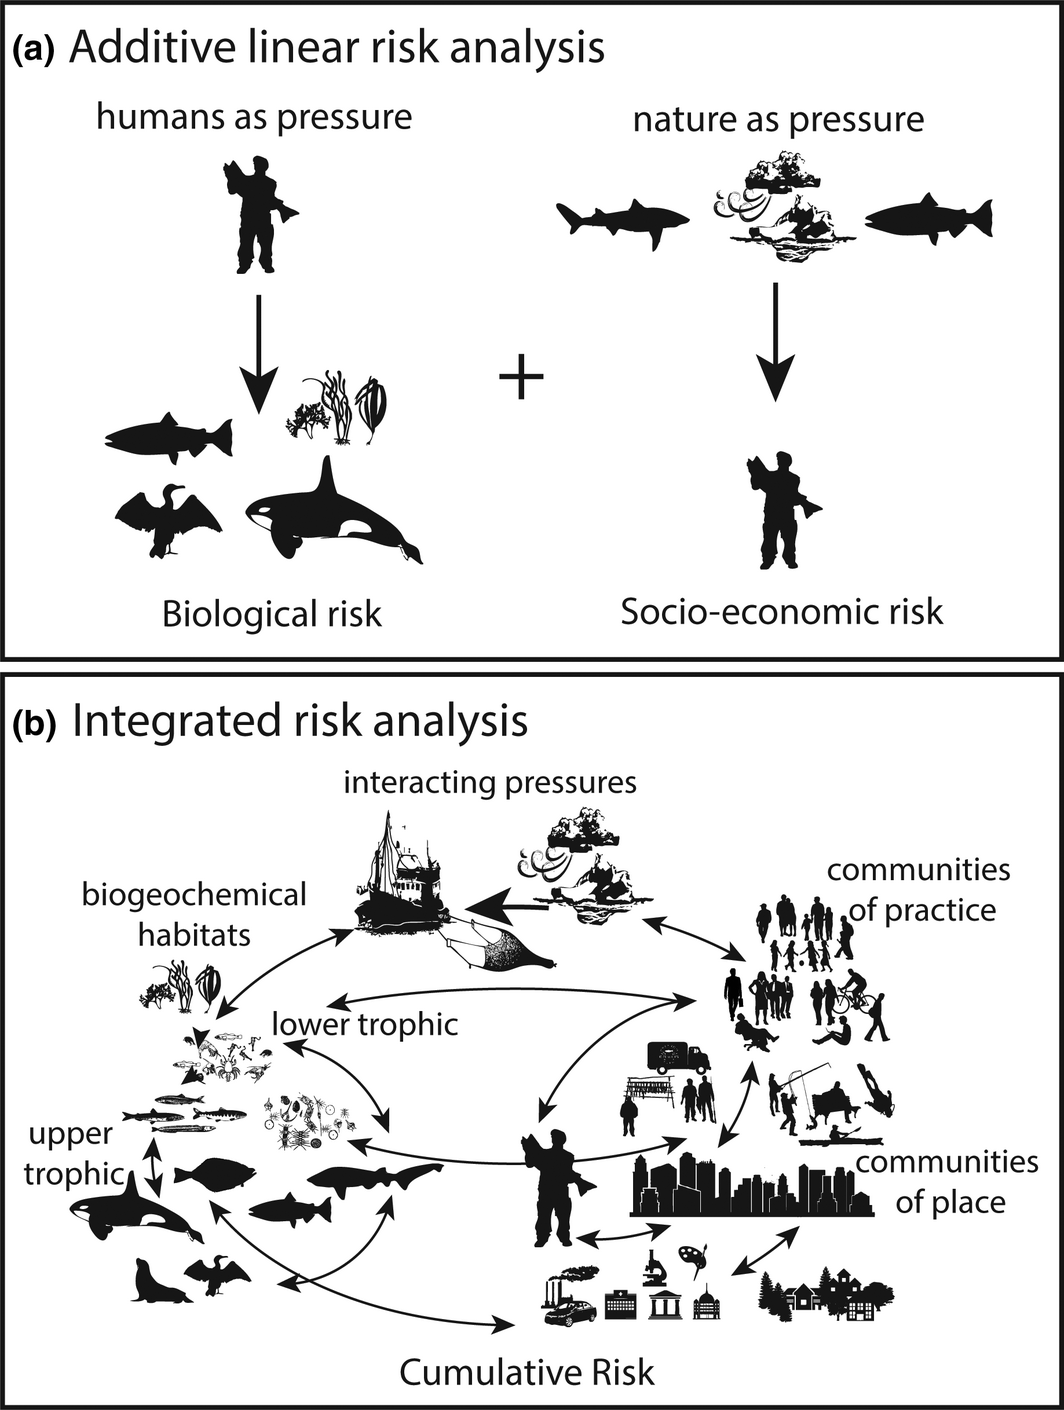 (a) Additive linear risk analysis
humans as pressure
nature as pressure
+
Biological risk
Socio-economic risk
(b) Integrated risk analysis
interacting pressures
communities
of practice
biogeochemical
habitats
lower trophic
upper
trophic
communities
of place
Cumulative Risk